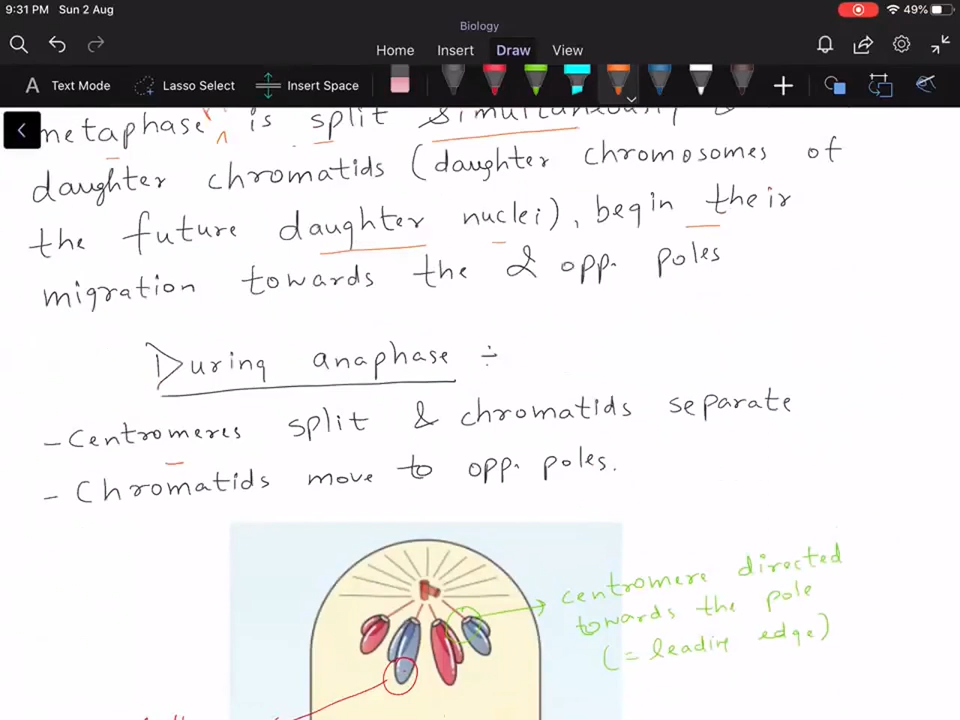 9:31 PM Sun 2 Aug
49%
Biology
Home Insert Draw View
Text Mode Lasso Select Insert Space
metaphase is split simultaneously &
daughter chromatids (daughter chromosomes of
the future daughter nuclei), begin their
migration towards the 2 opp. poles
During anaphase ÷
- Centromeres split & chromatids separate
- Chromatids move to opp. poles.
centromere directed
towards the pole
(= leading edge)